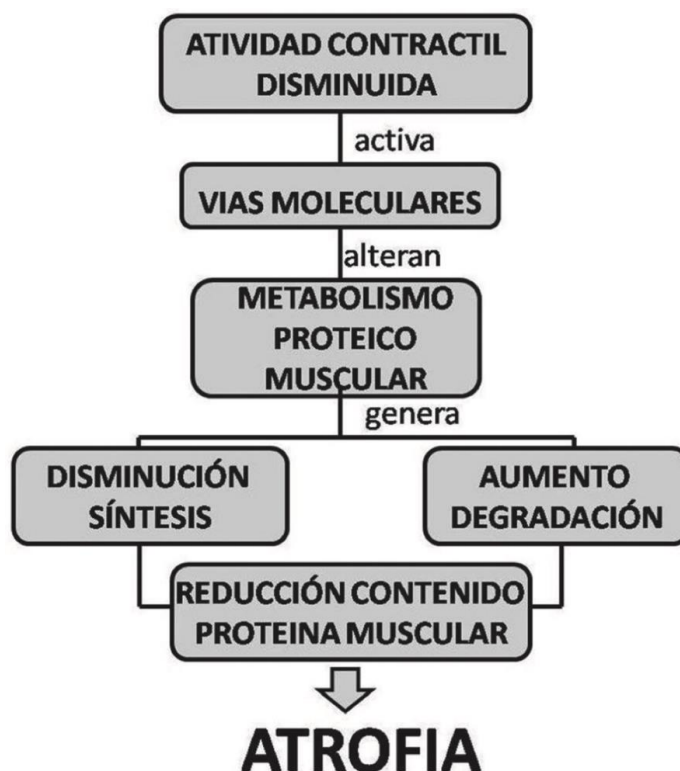 ATIVIDAD CONTRACTIL
DISMINUIDA
activa
VIAS MOLECULARES
alteran
METABOLISMO
PROTEICO
MUSCULAR
genera
DISMINUCIÓN
SÍNTESIS
AUMENTO
DEGRADACIÓN
REDUCCIÓN CONTENIDO
PROTEINA MUSCULAR
ATROFIA